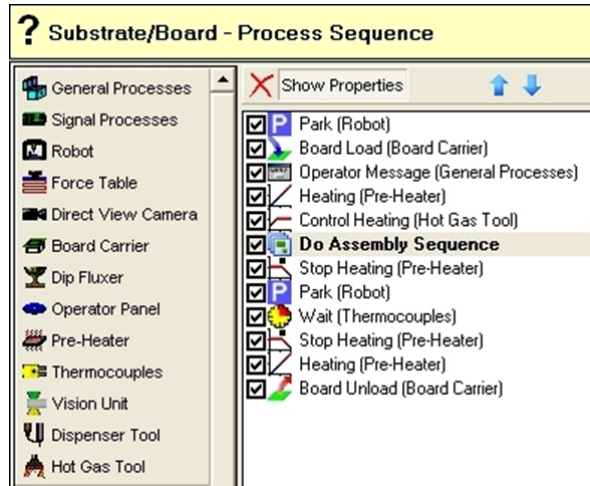 ? Substrate/Board - Process Sequence
General Processes
Signal Processes
Robot
Force Table
Direct View Camera
Board Carrier
Dip Fluxer
Operator Panel
Pre-Heater
Thermocouples
Vision Unit
Dispenser Tool
Hot Gas Tool
Show Properties
P Park (Robot)
Board Load (Board Carrier)
Operator Message (General Processes)
Heating (Pre-Heater)
Control Heating (Hot Gas Tool)
Do Assembly Sequence
Stop Heating (Pre-Heater)
P Park (Robot)
Wait (Thermocouples)
Stop Heating (Pre-Heater)
Heating (Pre-Heater)
Board Unload (Board Carrier)